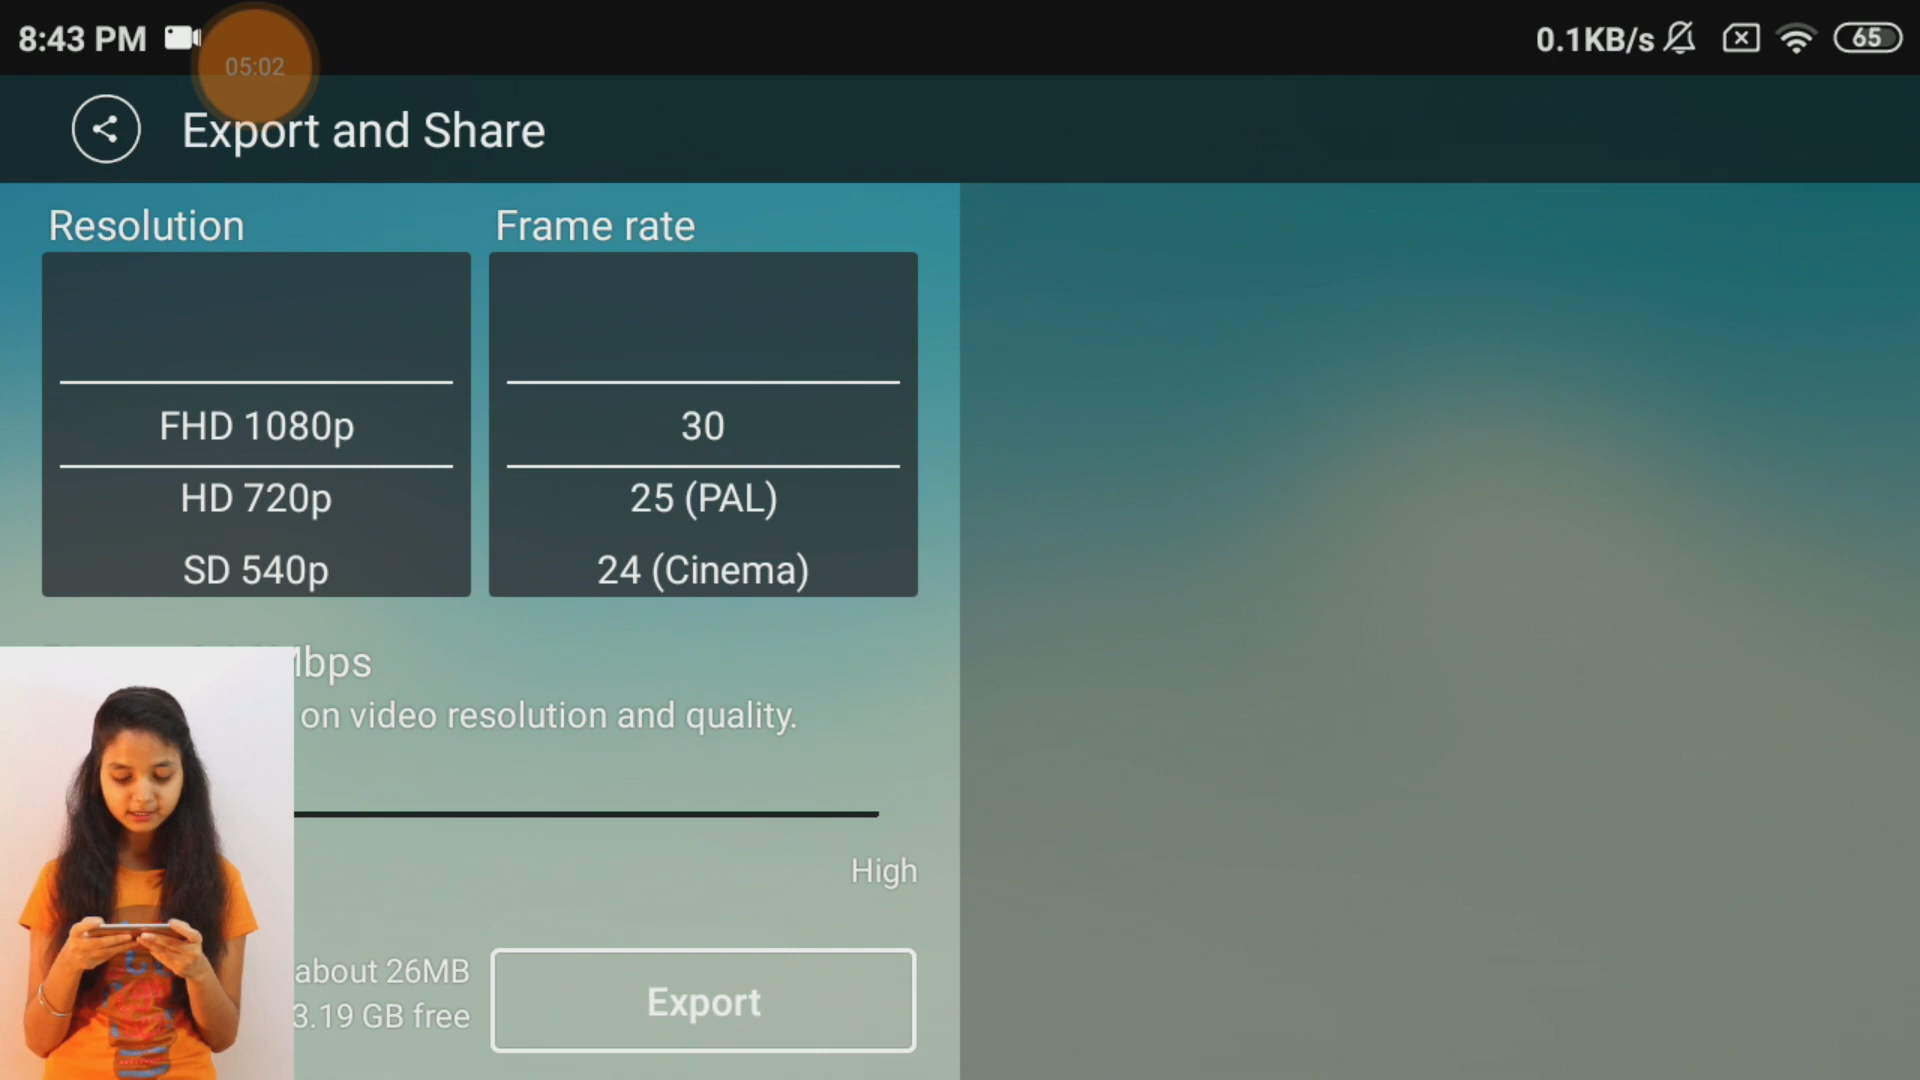 8:43 PM
05:02
0.1KB/s
65
Export and Share
Resolution
Frame rate
FHD 1080p
30
HD 720p
25 (PAL)
SD 540p
24 (Cinema)
Mbps
on video resolution and quality.
High
about 26MB
3.19 GB free
Export